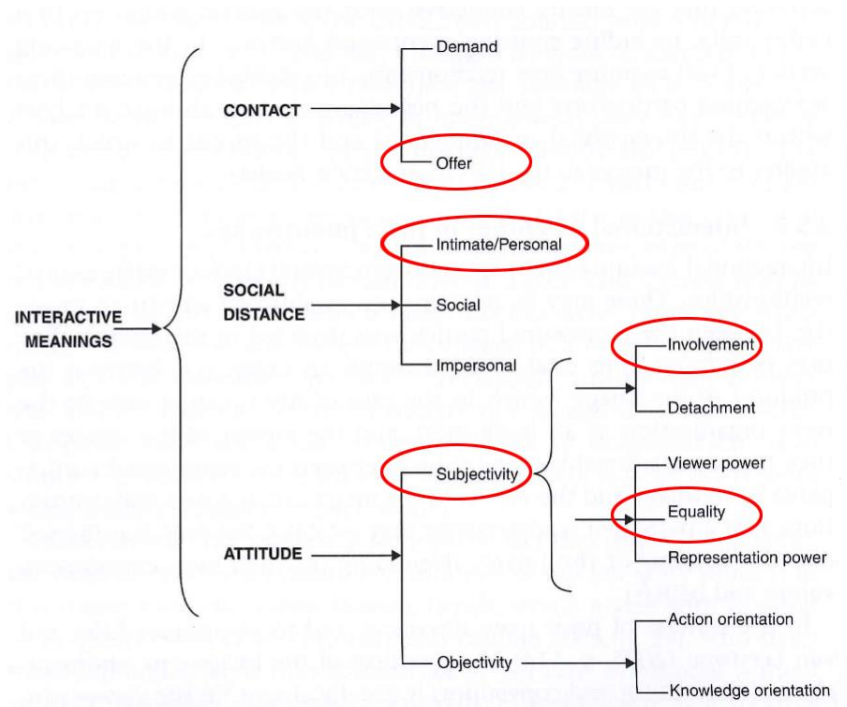 Demand
CONTACT
Offer
Intimate/Personal
SOCIAL
DISTANCE
Social
INTERACTIVE
MEANINGS
Impersonal
Involvement
Detachment
Subjectivity
Viewer power
Equality
ATTITUDE
Representation power
Action orientation
Objectivity
Knowledge orientation